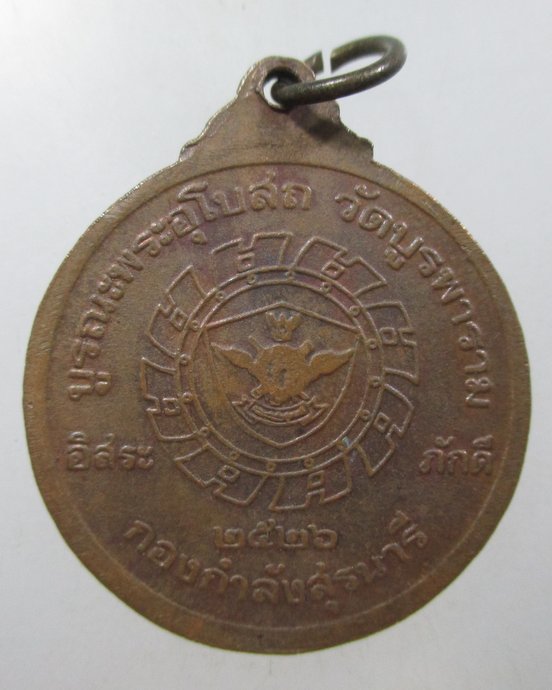 บูรณะพระอุโบสถ วัดบูรพาราม
อิสระ ภักดี
๒๕๒๖
กองกำลังสุรนารี